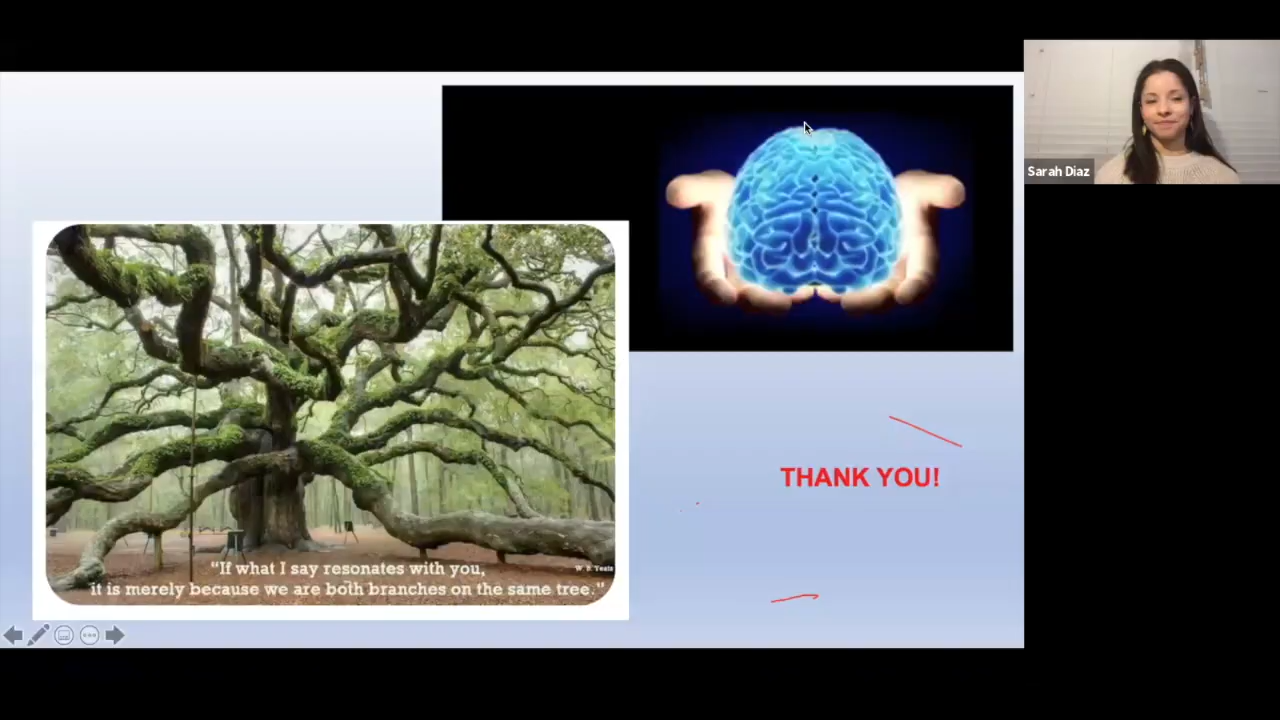 Sarah Diaz
THANK YOU!
“If what I say resonates with you,
W. B. Yeats
it is merely because we are both branches on the same tree.”